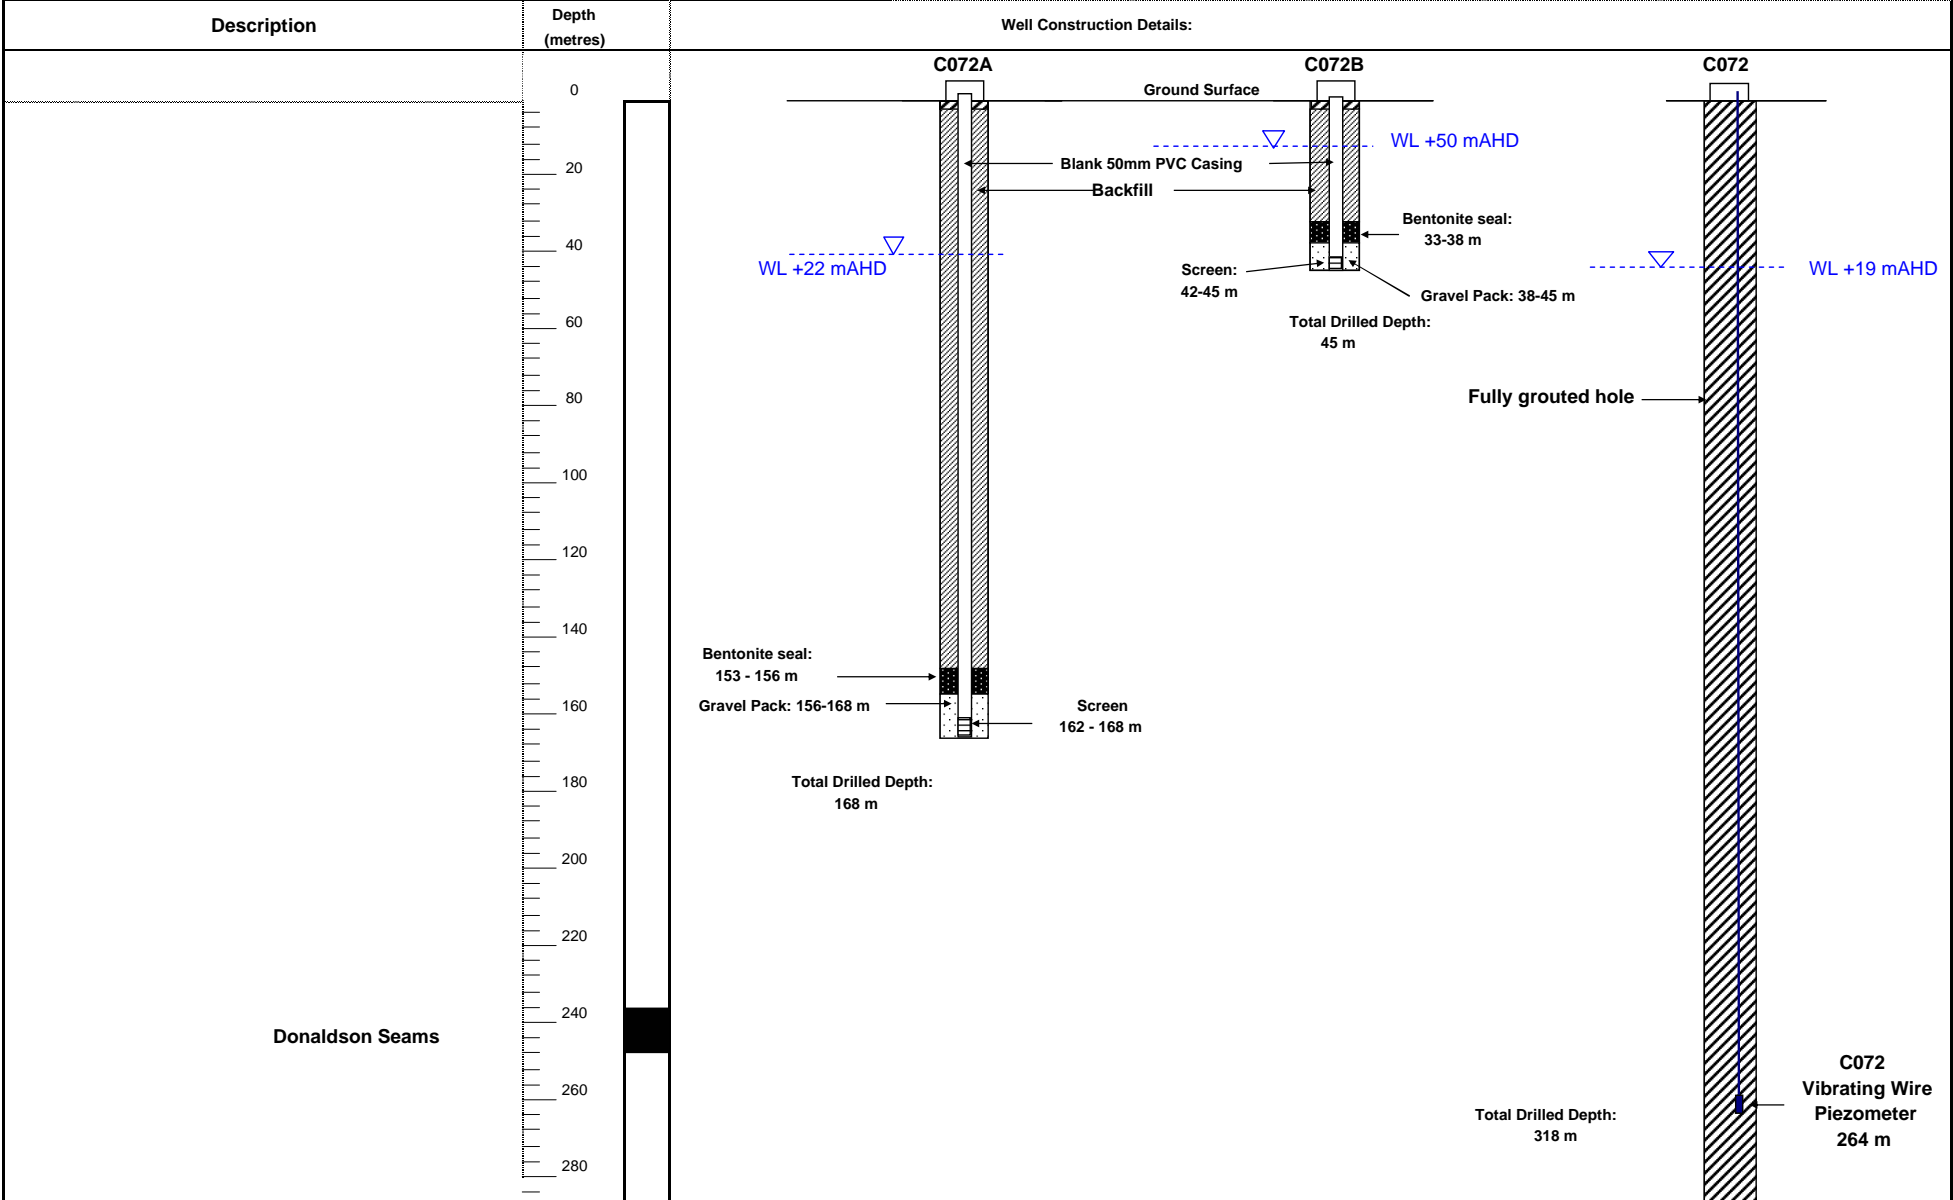 Description
Depth
(metres)
Well Construction Details:
C072A
C072B
C072
0
Ground Surface
WL +50 mAHD
Blank 50mm PVC Casing
20
Backfill
Bentonite seal:
33-38 m
40
WL +22 mAHD
Screen:
42-45 m
WL +19 mAHD
Gravel Pack: 38-45 m
60
Total Drilled Depth:
45 m
80
Fully grouted hole
100
120
140
Bentonite seal:
153 - 156 m
Gravel Pack: 156-168 m
Screen
162 - 168 m
160
180
Total Drilled Depth:
168 m
200
220
240
Donaldson Seams
260
C072
Vibrating Wire
Piezometer
264 m
Total Drilled Depth:
318 m
280